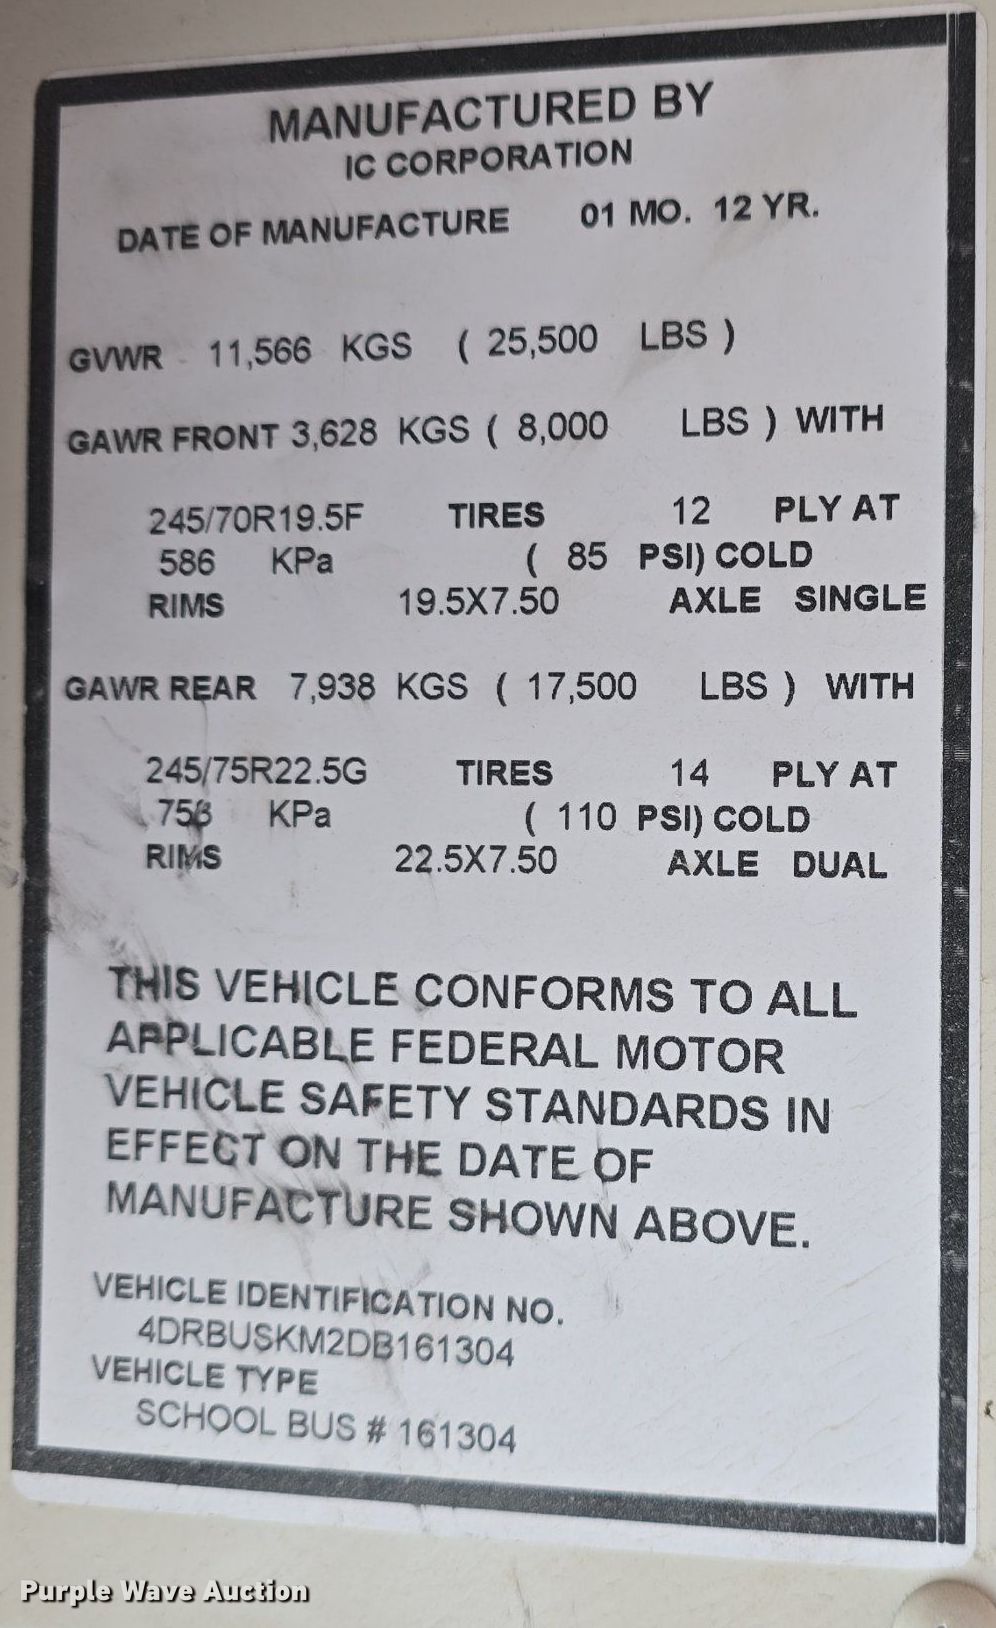 MANUFACTURED BY
IC CORPORATION
DATE OF MANUFACTURE 01 MO. 12 YR.
GVWR - 11,566 KGS ( 25,500 LBS )
GAWR FRONT 3,628 KGS ( 8,000 LBS ) WITH
245/70R19.5F TIRES 12 PLY AT
586 KPa ( 85 PSI) COLD
RIMS 19.5X7.50 AXLE SINGLE
GAWR REAR 7,938 KGS ( 17,500 LBS ) WITH
245/75R22.5G TIRES 14 PLY AT
758 KPa ( 110 PSI) COLD
RIMS 22.5X7.50 AXLE DUAL
THIS VEHICLE CONFORMS TO ALL
APPLICABLE FEDERAL MOTOR
VEHICLE SAFETY STANDARDS IN
EFFECT ON THE DATE OF
MANUFACTURE SHOWN ABOVE.
VEHICLE IDENTIFICATION NO.
4DRBUSKM2DB161304
VEHICLE TYPE
SCHOOL BUS # 161304
Purple Wave Auction